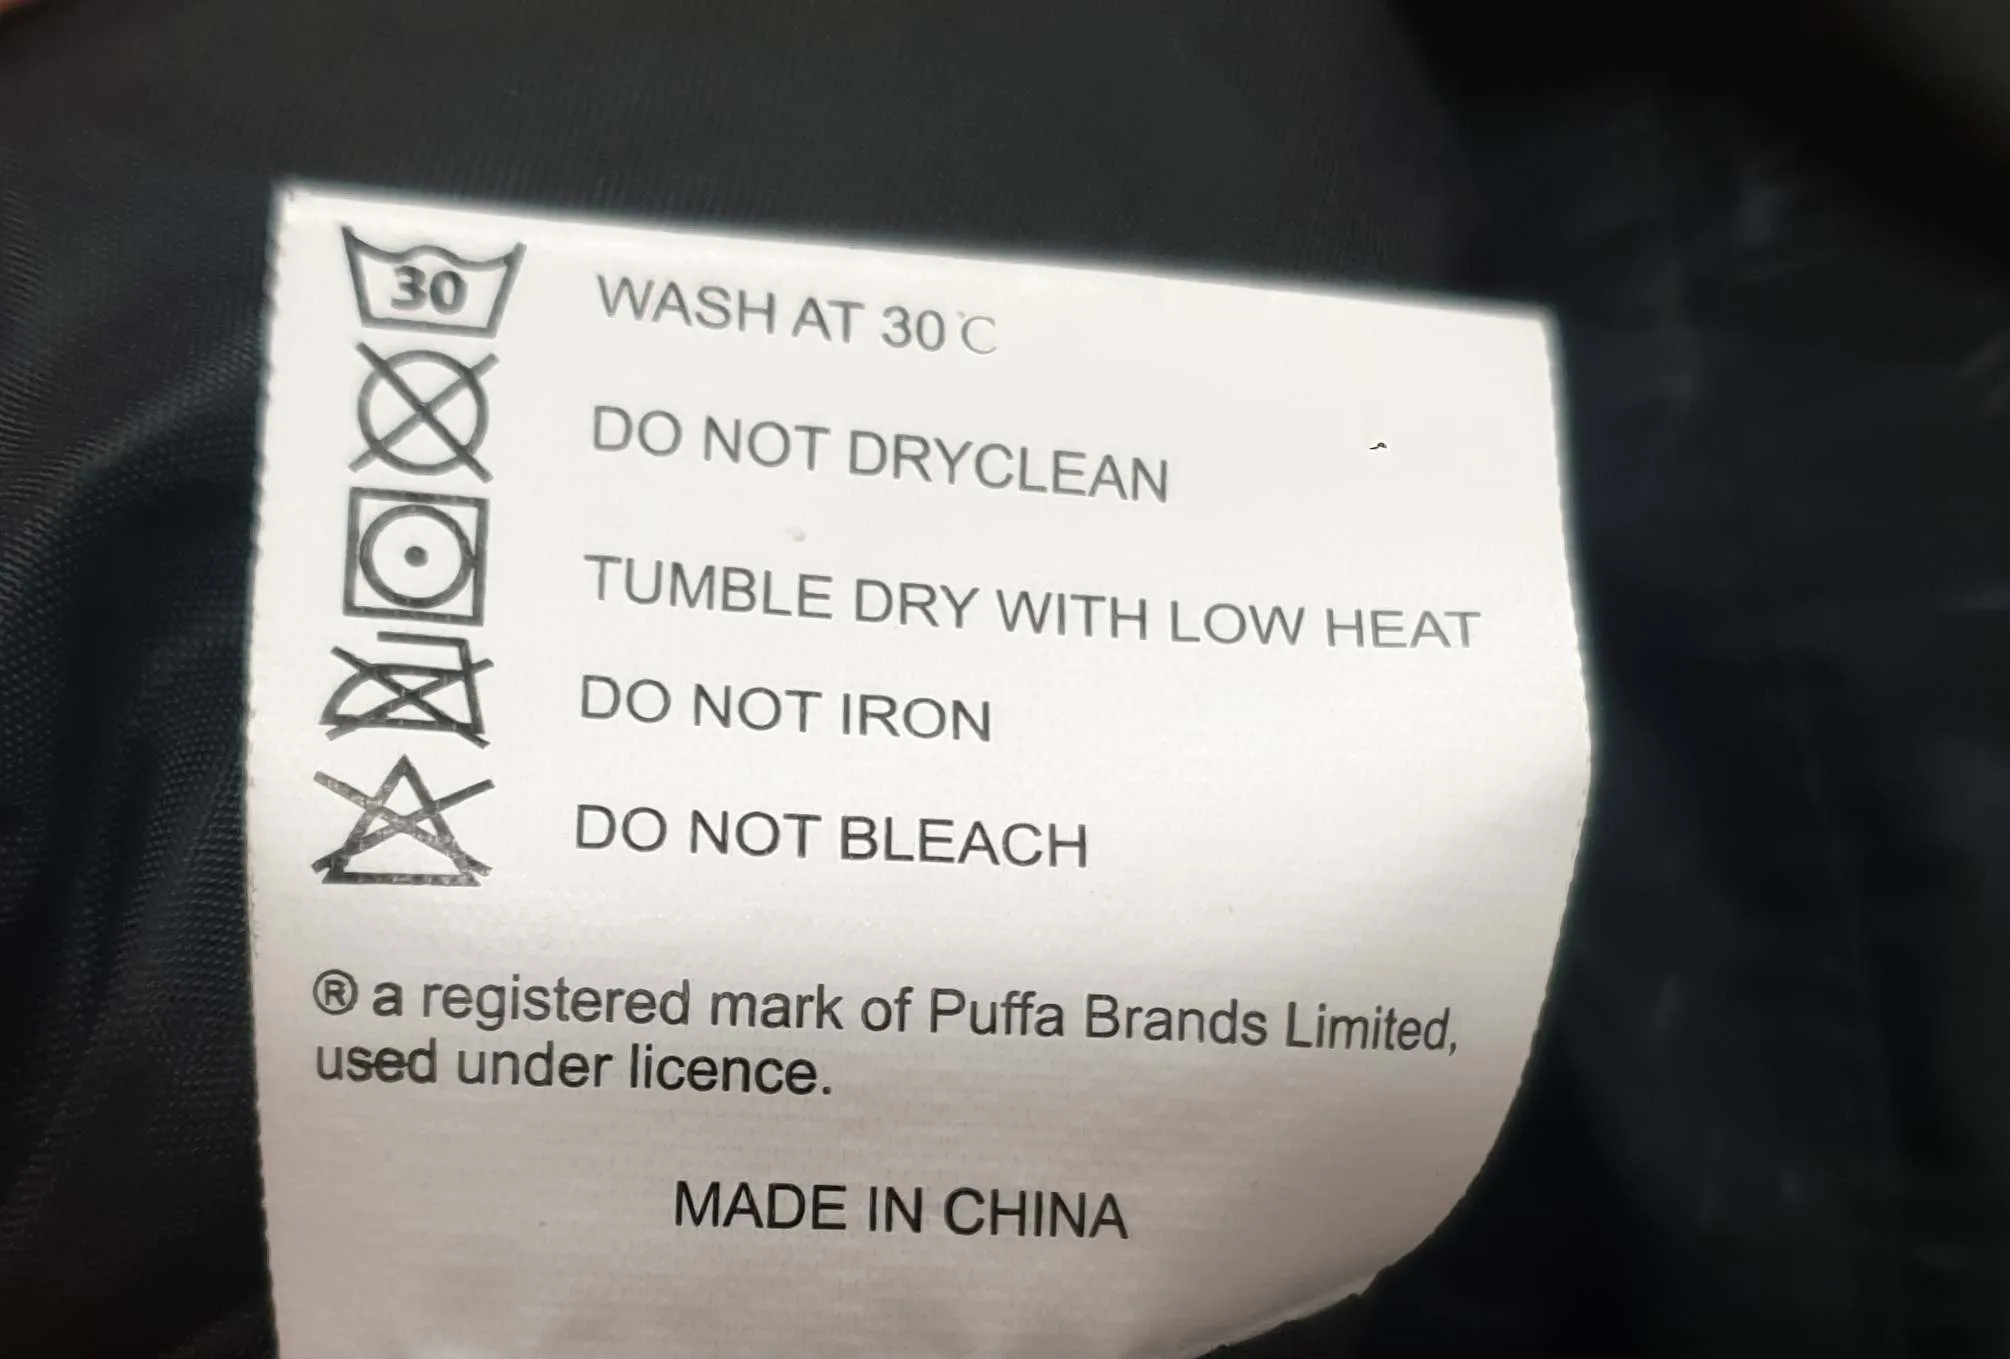 30 WASH AT 30℃
DO NOT DRYCLEAN
TUMBLE DRY WITH LOW HEAT
DO NOT IRON
DO NOT BLEACH
® a registered mark of Puffa Brands Limited,
used under licence.
MADE IN CHINA